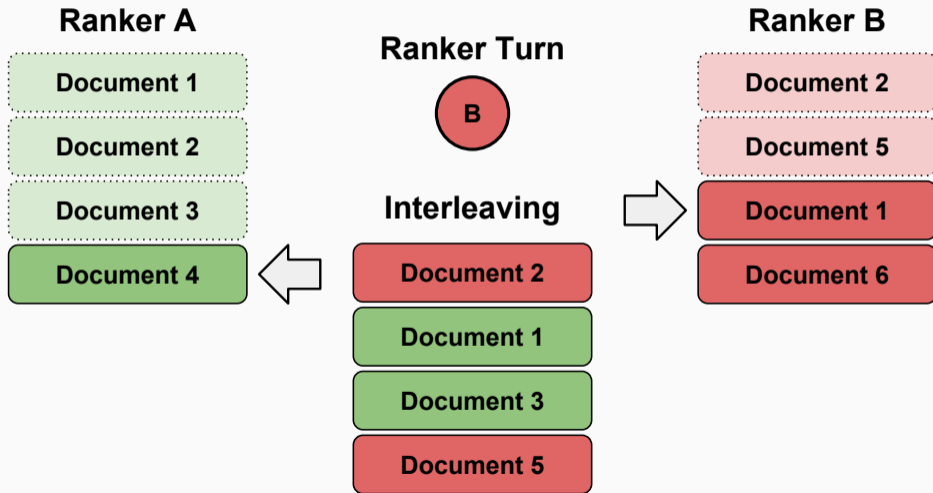 Ranker A
Document 1
Document 2
Document 3
Document 4
Ranker Turn
B
Interleaving
Document 2
Document 1
Document 3
Document 5
Ranker B
Document 2
Document 5
Document 1
Document 6